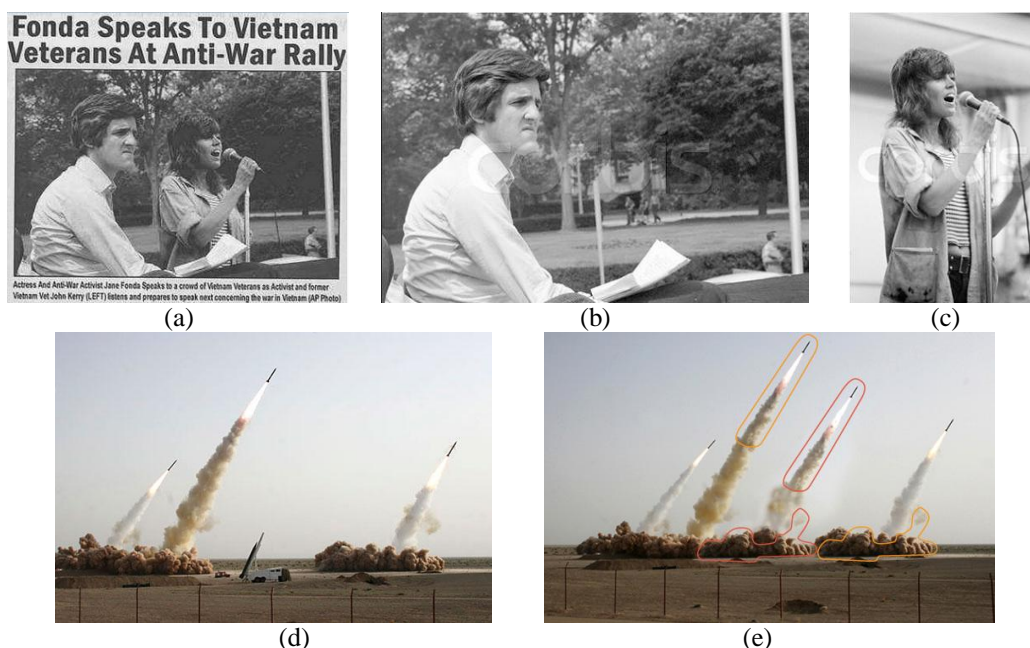 Fonda Speaks To Vietnam
Veterans At Anti-War Rally
Actress And Anti-War Activist Jane Fonda Speaks to a crowd of Vietnam Veterans as Activist and former
Vietnam Vet John Kerry (LEFT) listens and prepares to speak next concerning the war in Vietnam (AP Photo)
corbis
(a)
(b)
(c)
(d)
(e)